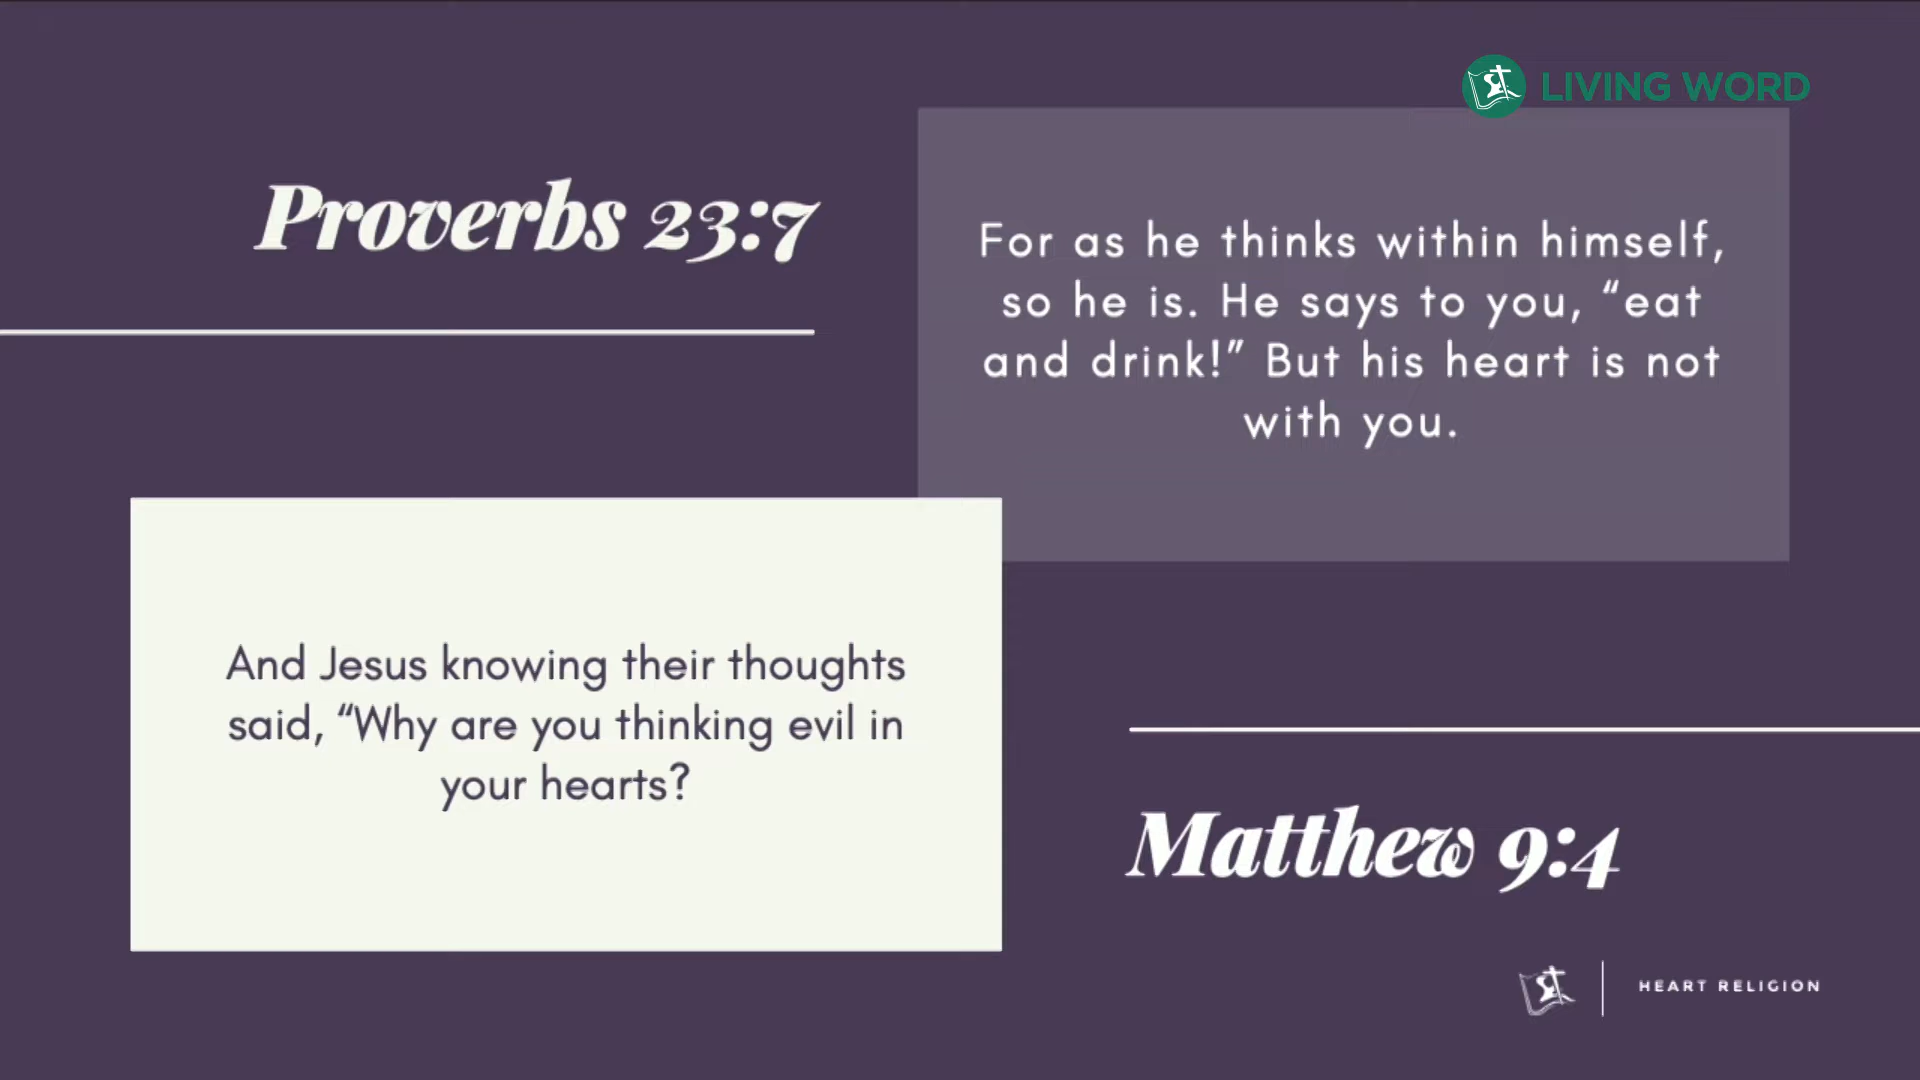 LIVING WORD
Proverbs 23:7
For as he thinks within himself,
so he is. He says to you, “eat
and drink!” But his heart is not
with you.
And Jesus knowing their thoughts
said, “Why are you thinking evil in
your hearts?
Matthew 9:4
HEART RELIGION